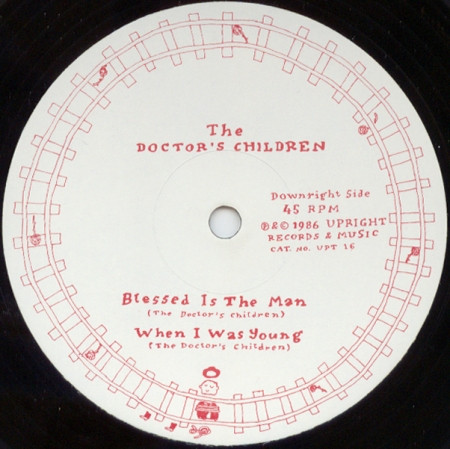 The
DOCTOR'S CHILDREN
Downright Side
45 RPM
℗&© 1986 UPRIGHT
RECORDS & MUSIC
CAT. NO. UPT 16
Blessed Is The Man
(The Doctor's Children)
When I Was Young
(The Doctor's Children)